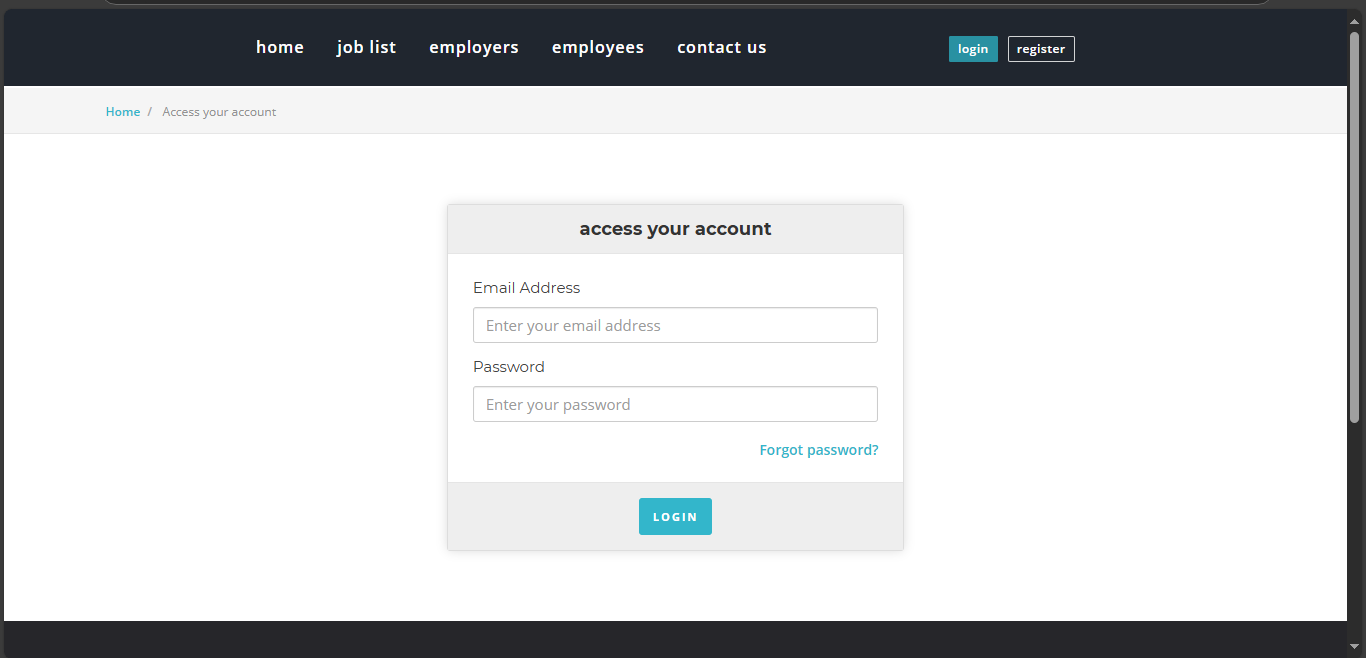 home job list employers employees contact us login register
Home / Access your account
access your account
Email Address
Enter your email address
Password
Enter your password
Forgot password?
LOGIN